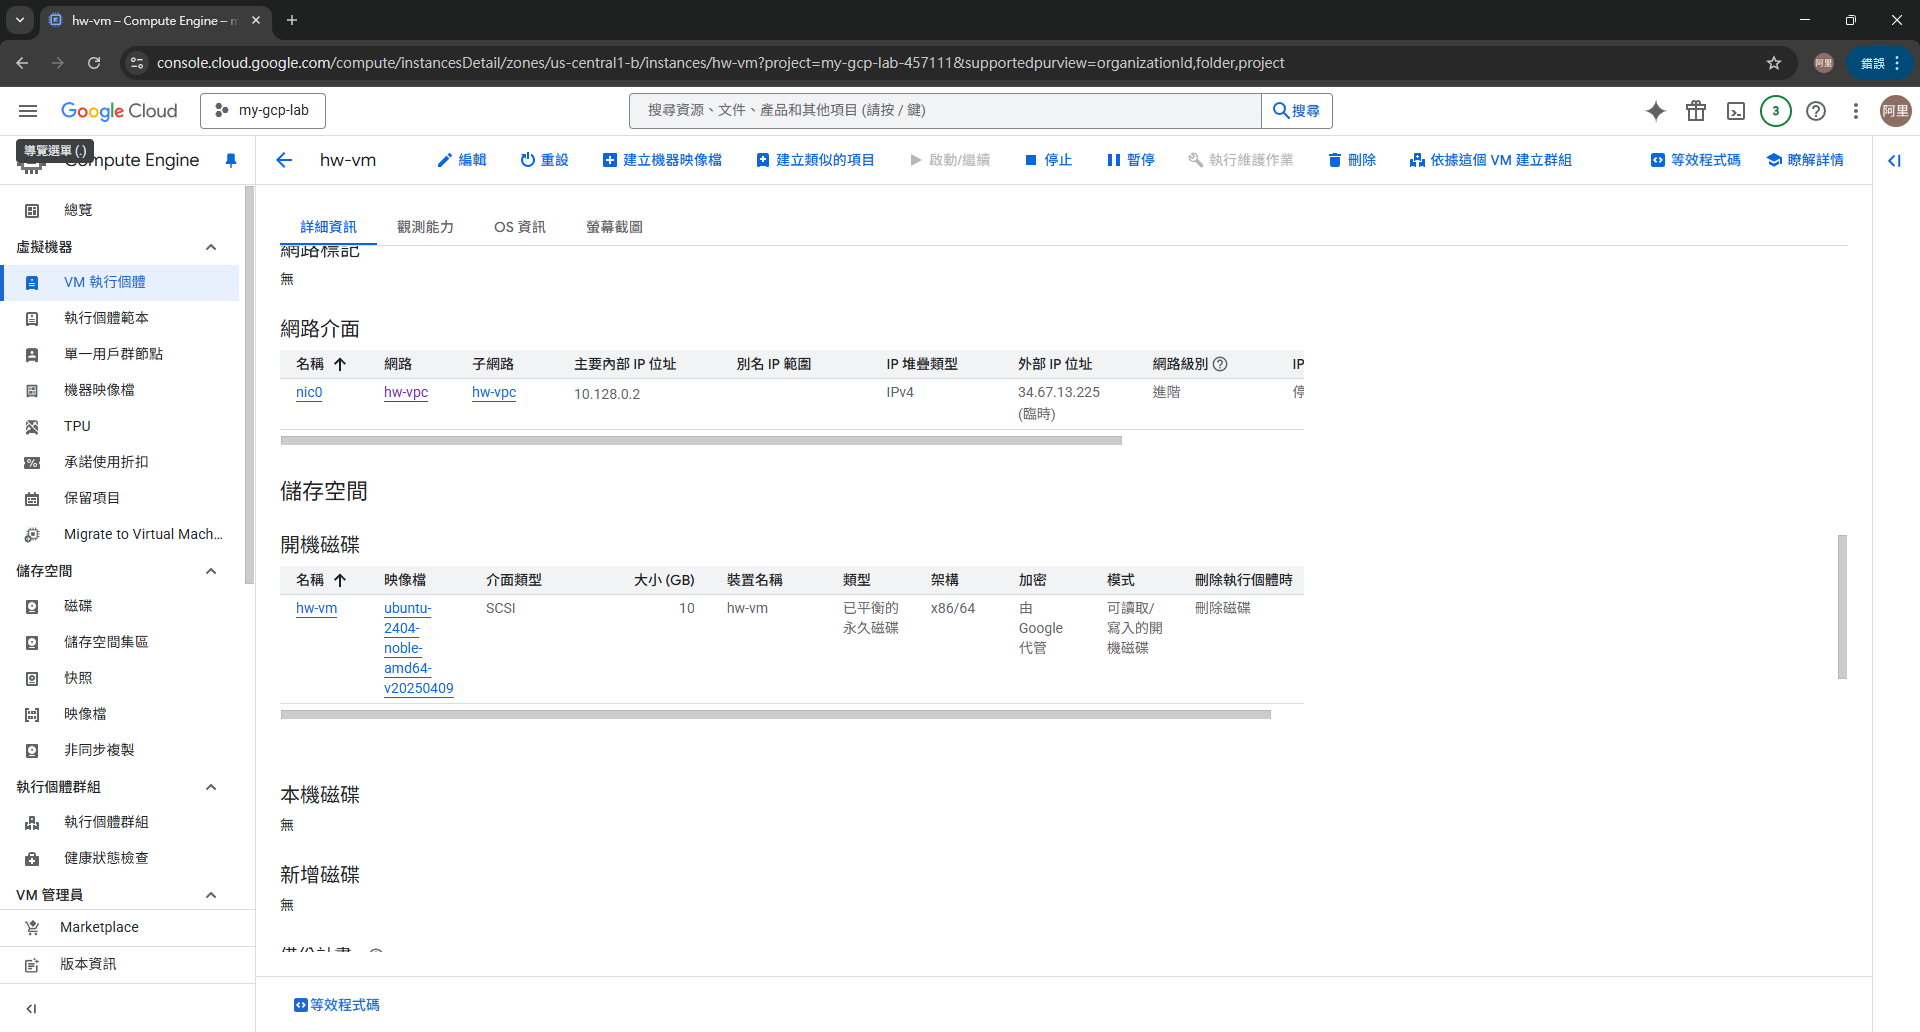 hw-vm – Compute Engine – m
console.cloud.google.com/compute/instancesDetail/zones/us-central1-b/instances/hw-vm?project=my-gcp-lab-457111&supportedpurview=organizationId,folder,project
阿里
錯誤
Google Cloud
my-gcp-lab
搜尋資源、文件、產品和其他項目 (請按 / 鍵)
搜尋
3
阿里
導覽選單 (.)
Compute Engine
hw-vm
編輯
重設
建立機器映像檔
建立類似的項目
啟動/繼續
停止
暫停
執行維護作業
刪除
依據這個 VM 建立群組
等效程式碼
瞭解詳情
總覽
虛擬機器
VM 執行個體
執行個體範本
單一用戶群節點
機器映像檔
TPU
承諾使用折扣
保留項目
Migrate to Virtual Mach...
儲存空間
磁碟
儲存空間集區
快照
映像檔
非同步複製
執行個體群組
執行個體群組
健康狀態檢查
VM 管理員
Marketplace
版本資訊
詳細資訊
觀測能力
OS 資訊
螢幕截圖
網路標記
無
網路介面
名稱 網路 子網路 主要內部 IP 位址 別名 IP 範圍 IP 堆疊類型 外部 IP 位址 網路級別 IP
nic0 hw-vpc hw-vpc 10.128.0.2 IPv4 34.67.13.225 進階 停
(臨時)
儲存空間
開機磁碟
名稱 映像檔 介面類型 大小 (GB) 裝置名稱 類型 架構 加密 模式 刪除執行個體時
hw-vm ubuntu- SCSI 10 hw-vm 已平衡的 x86/64 由 可讀取/ 刪除磁碟
2404- 永久磁碟 Google 寫入的開
noble- 代管 機磁碟
amd64-
v20250409
本機磁碟
無
新增磁碟
無
等效程式碼